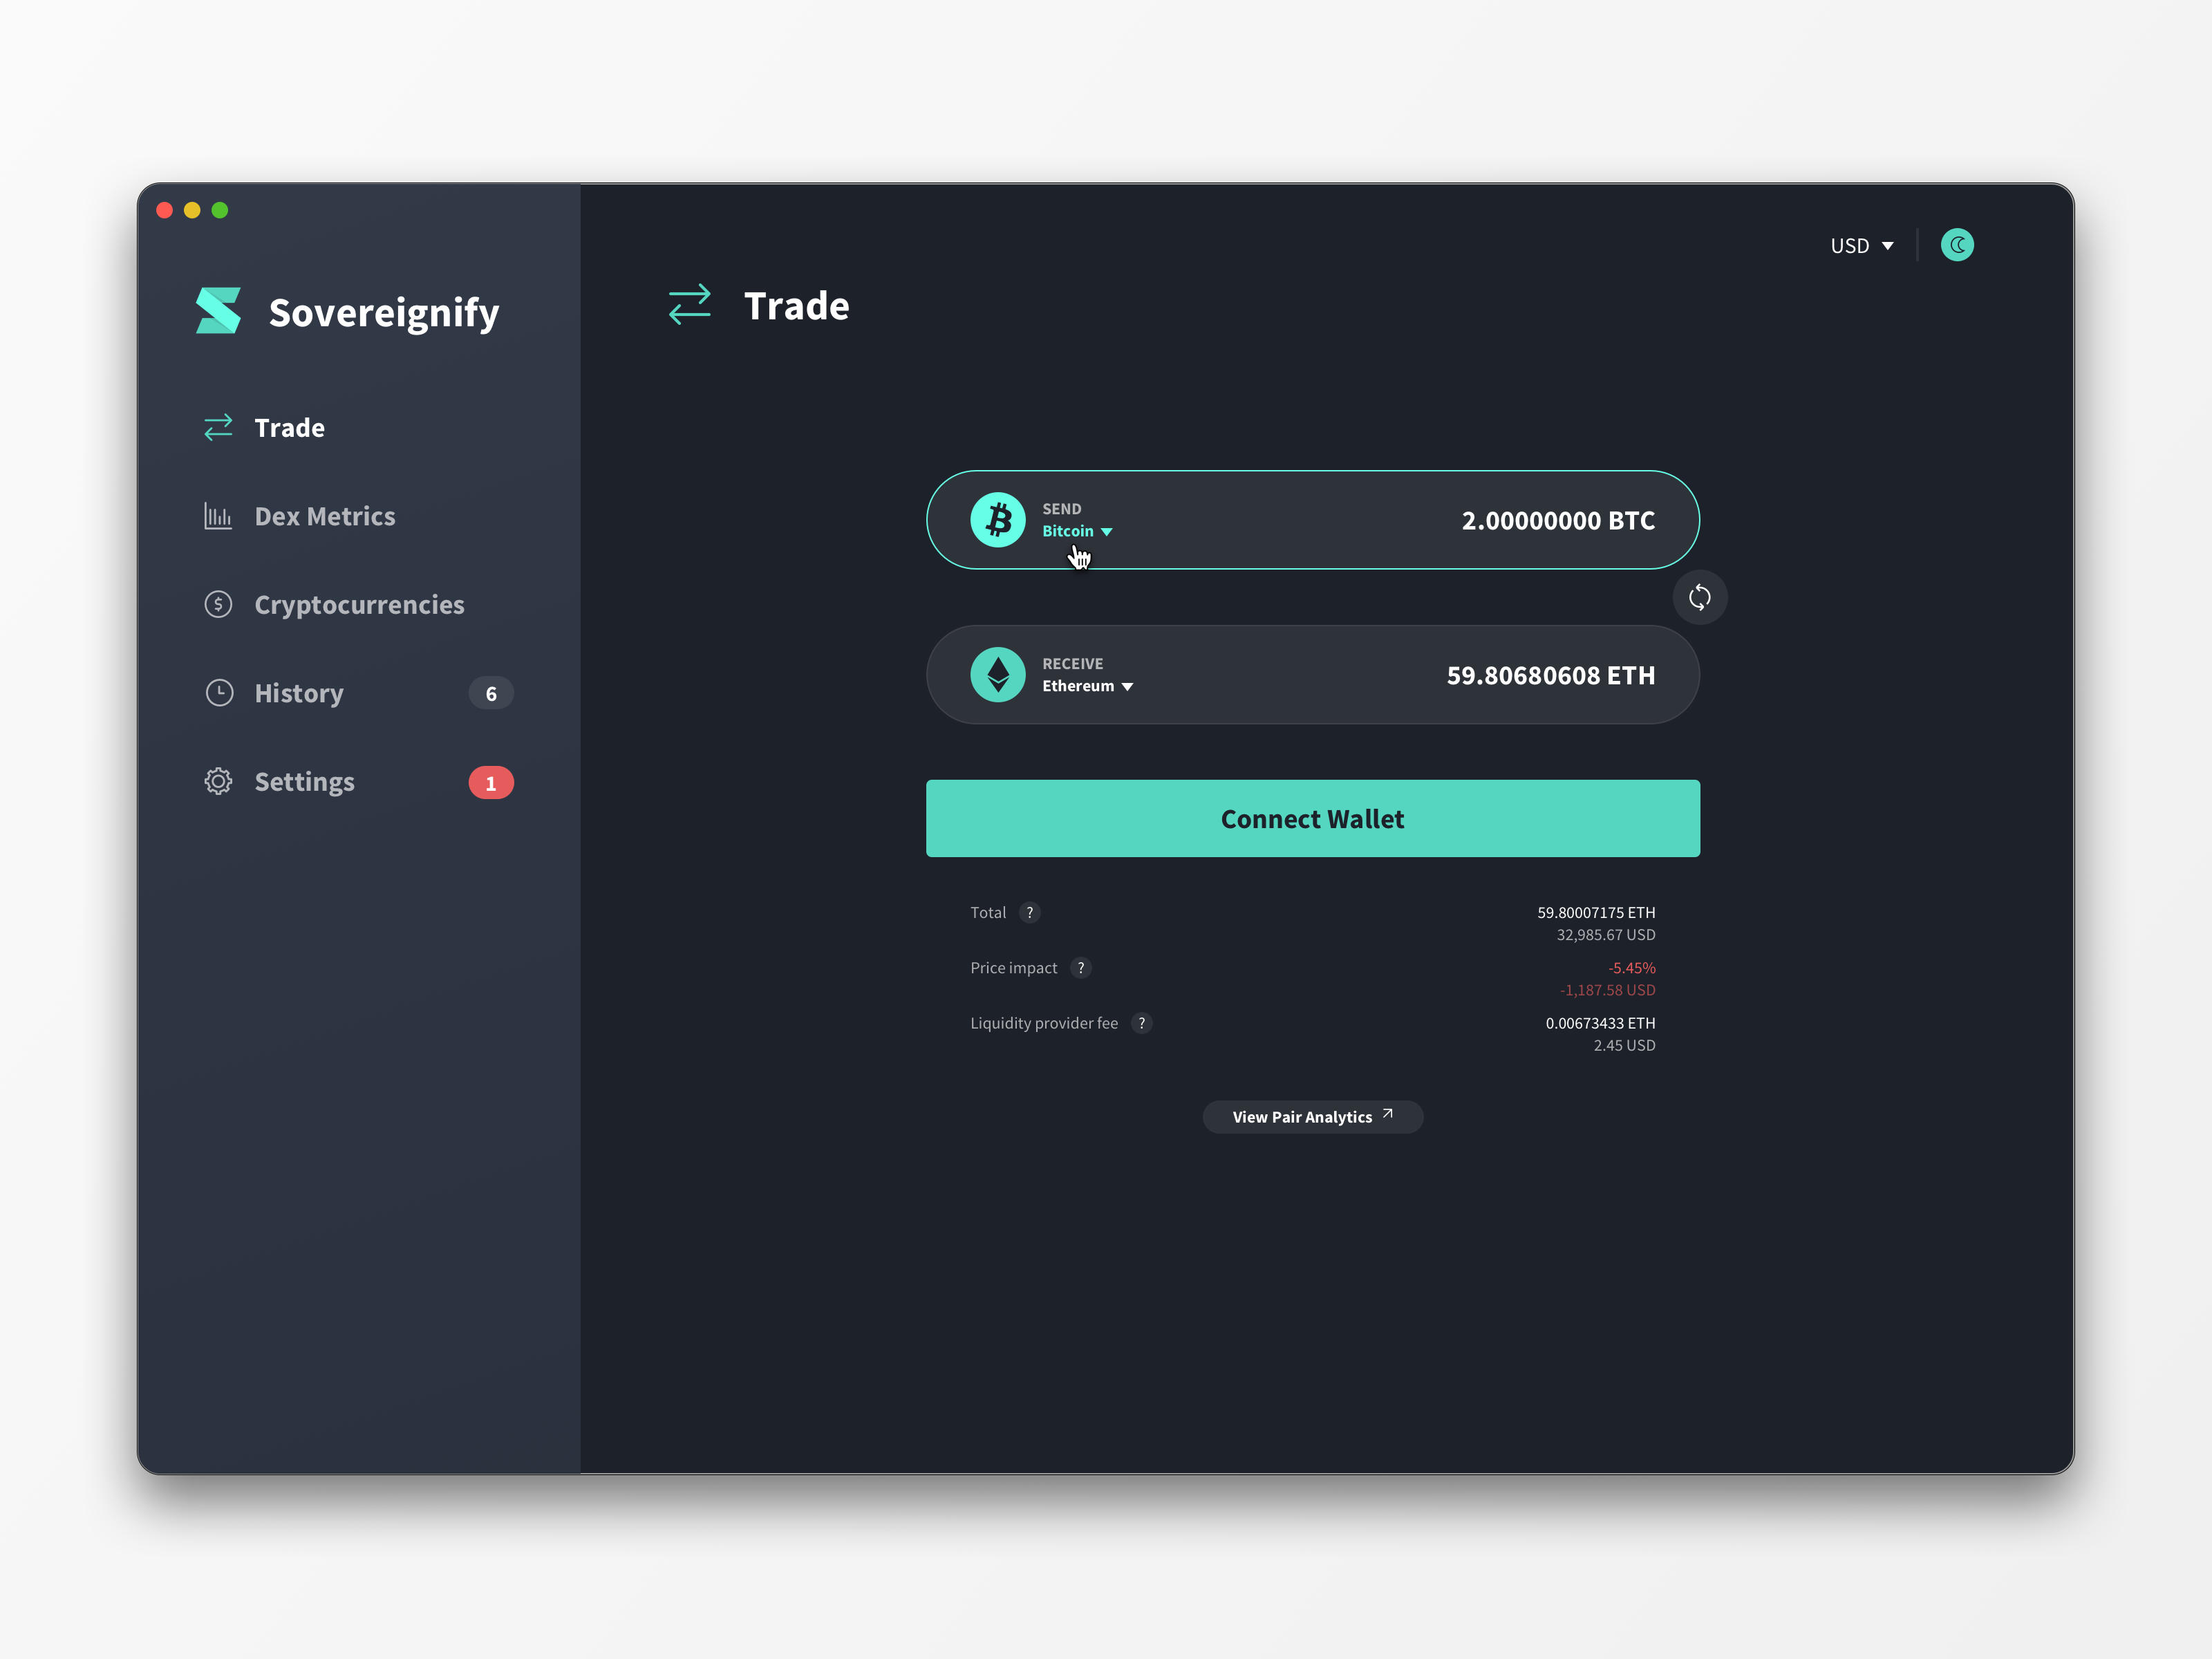 Sovereignify
Trade
Dex Metrics
Cryptocurrencies
History 6
Settings 1
USD
Trade
SEND
Bitcoin
2.00000000 BTC
RECEIVE
Ethereum
59.80680608 ETH
Connect Wallet
Total ? 59.80007175 ETH
32,985.67 USD
Price impact ? -5.45%
-1,187.58 USD
Liquidity provider fee ? 0.00673433 ETH
2.45 USD
View Pair Analytics